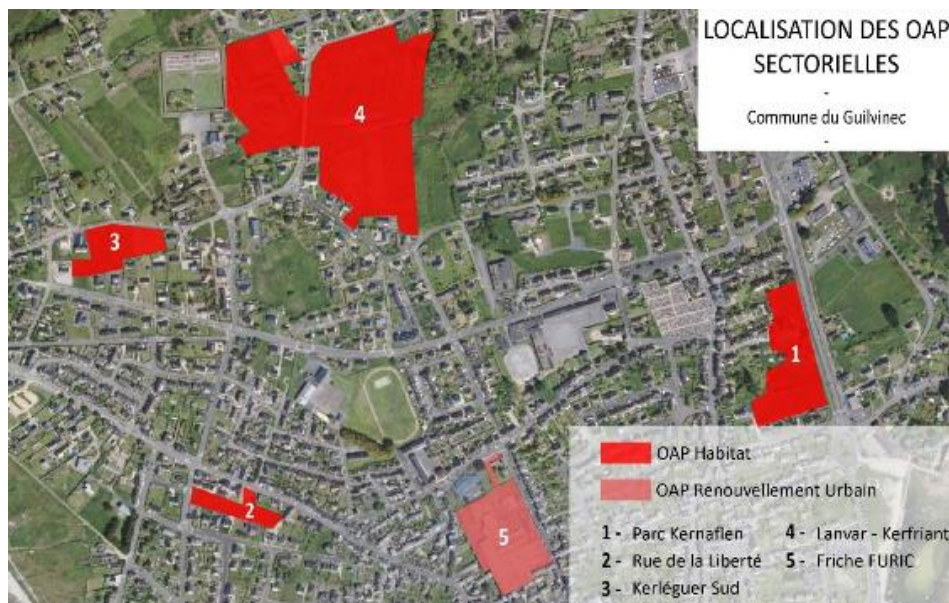 LOCALISATION DES OAP
SECTORIELLES
-
Commune du Guilvinec
-
4
3
1
2
5
OAP Habitat
OAP Renouvellement Urbain
1 - Parc Kernaflen
2 - Rue de la Liberté
3 - Kerléguer Sud
4 - Lanvar - Kerfriant
5 - Friche FURIC